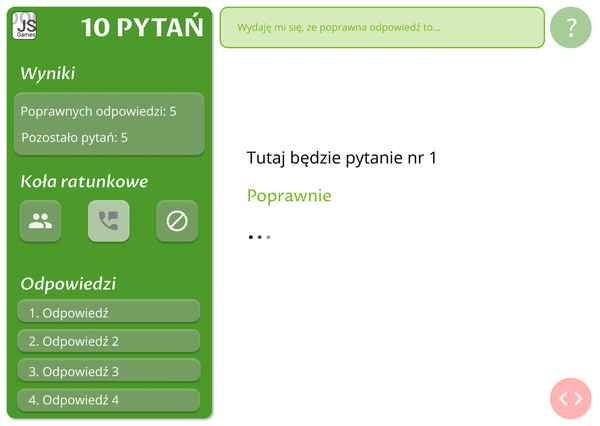 JS
Games
10 PYTAŃ
Wyniki
Poprawnych odpowiedzi: 5
Pozostało pytań: 5
Koła ratunkowe
Odpowiedzi
1. Odpowiedź
2. Odpowiedź 2
3. Odpowiedź 3
4. Odpowiedź 4
Wydaję mi się, że poprawna odpowiedź to...
?
Tutaj będzie pytanie nr 1
Poprawnie
...
< >